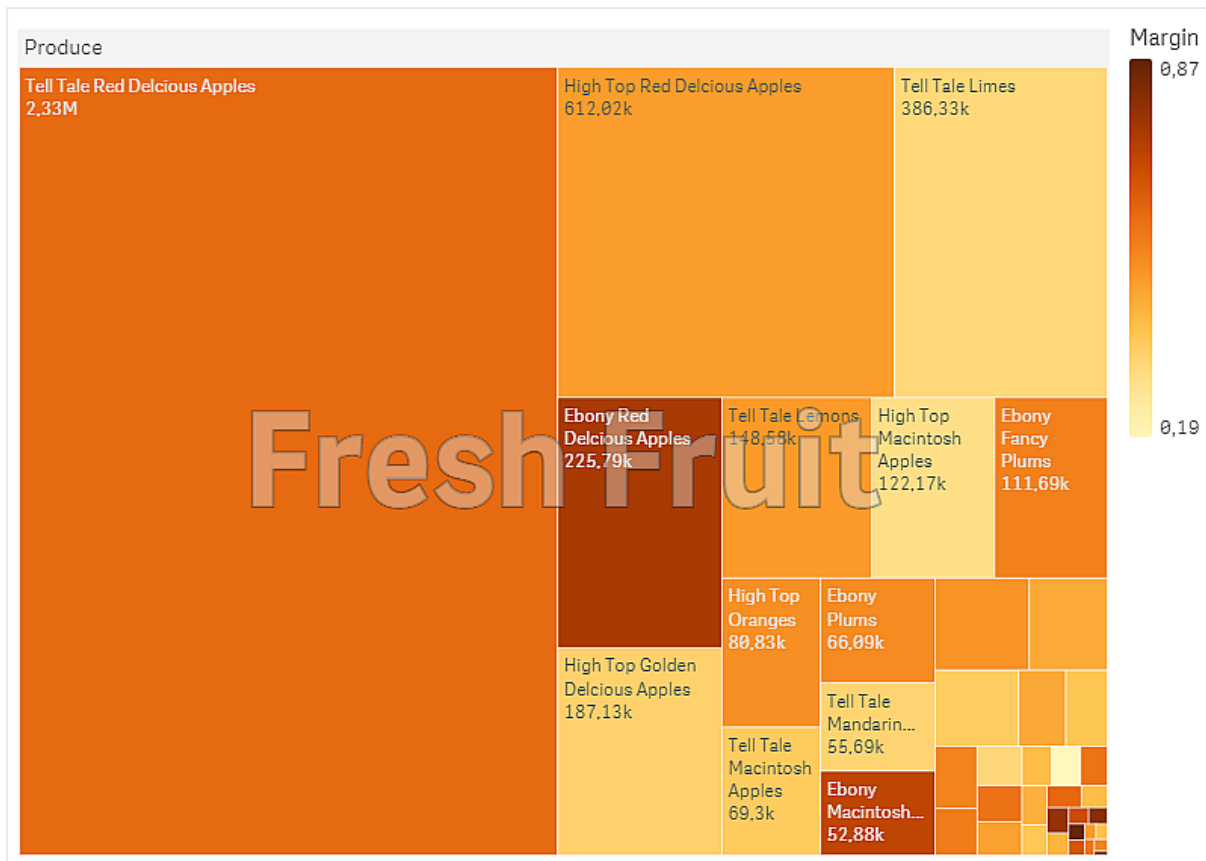 Produce
Margin
0,87
0,19
Tell Tale Red Delcious Apples
2,33M
High Top Red Delcious Apples
612,02k
Tell Tale Limes
386,33k
Ebony Red
Delcious Apples
225,79k
Tell Tale Lemons
148,58k
High Top
Macintosh
Apples
122,17k
Ebony
Fancy
Plums
111,69k
Fresh Fruit
High Top
Oranges
80,83k
Ebony
Plums
66,09k
High Top Golden
Delcious Apples
187,13k
Tell Tale
Mandarin...
55,69k
Tell Tale
Macintosh
Apples
69,3k
Ebony
Macintosh...
52,88k